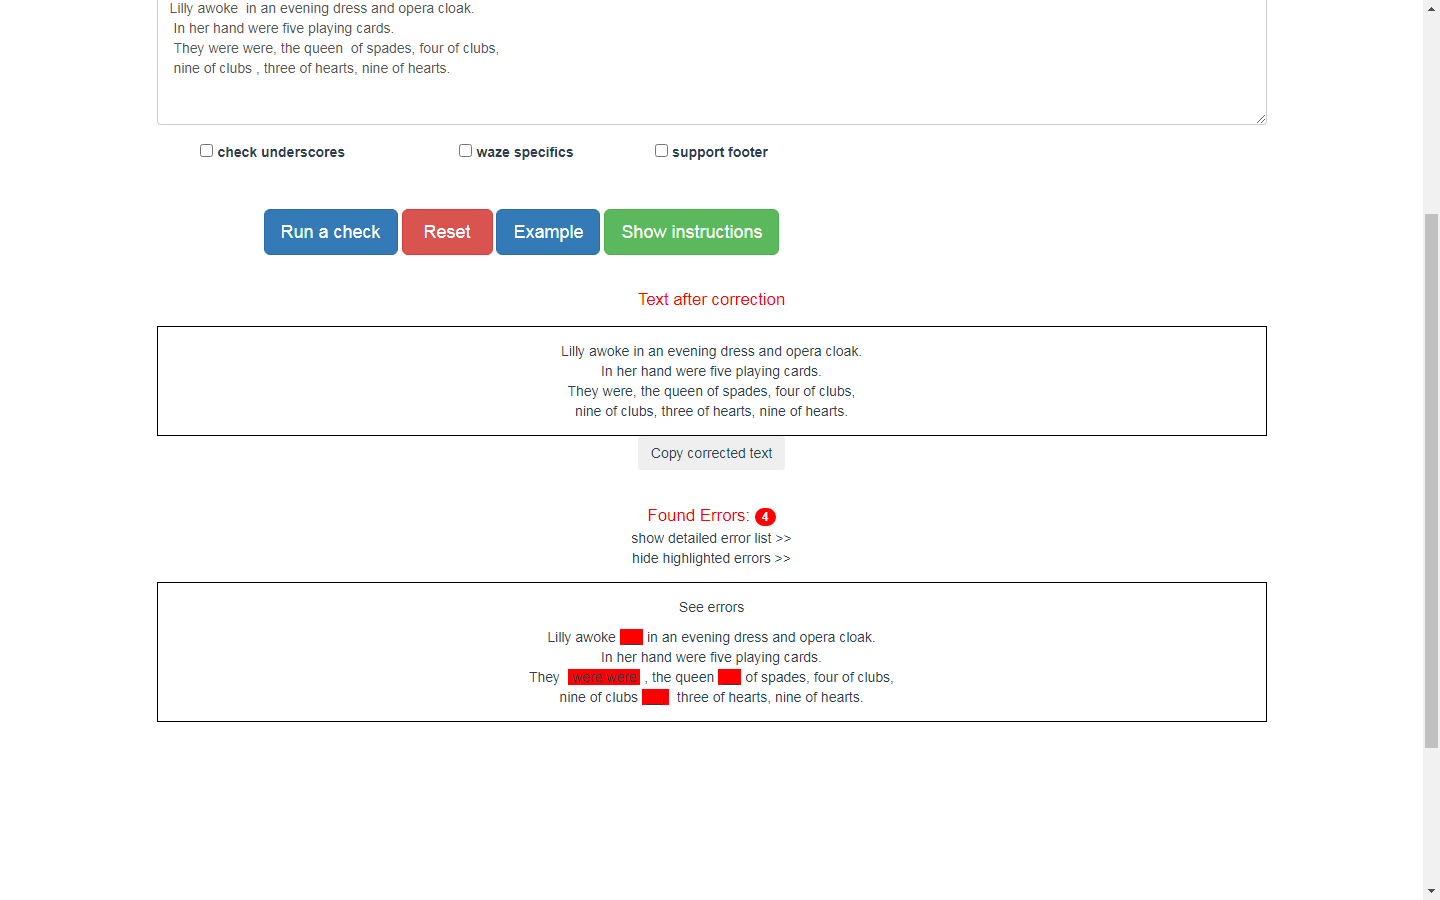 Lilly awoke  in an evening dress and opera cloak.
In her hand were five playing cards.
They were were, the queen  of spades, four of clubs,
nine of clubs , three of hearts, nine of hearts.
check underscores waze specifics support footer
Run a check Reset Example Show instructions
Text after correction
Lilly awoke in an evening dress and opera cloak.
In her hand were five playing cards.
They were, the queen of spades, four of clubs,
nine of clubs, three of hearts, nine of hearts.
Copy corrected text
Found Errors: 4
show detailed error list >>
hide highlighted errors >>
See errors
Lilly awoke in an evening dress and opera cloak.
In her hand were five playing cards.
They were were , the queen of spades, four of clubs,
nine of clubs three of hearts, nine of hearts.